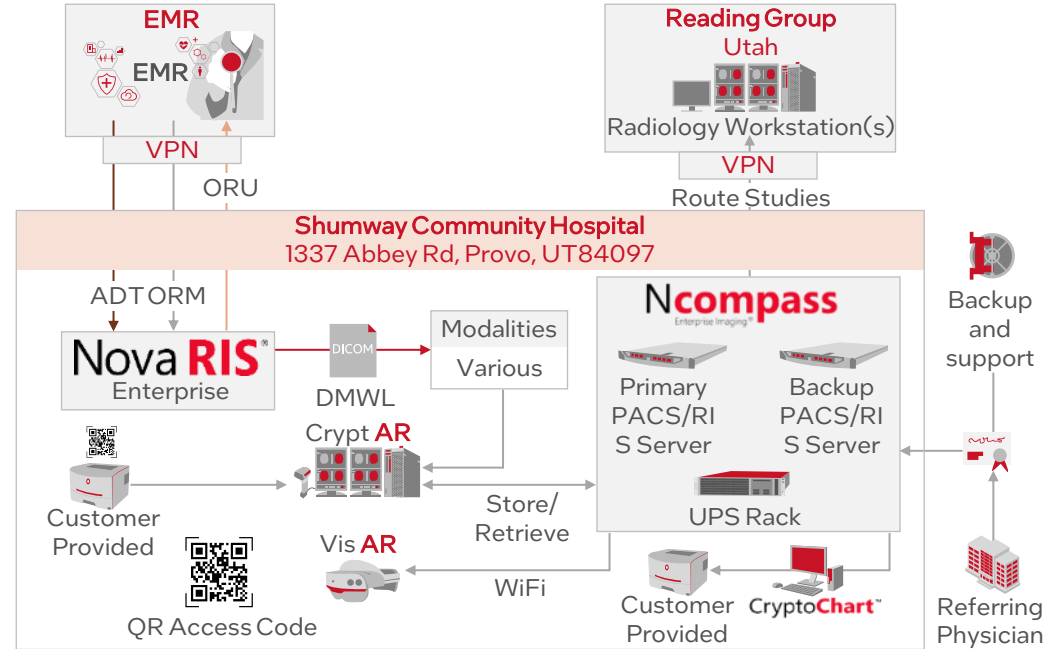 EMR
EMR
VPN
ORU
Reading Group
Utah
Radiology Workstation(s)
VPN
Route Studies
Shumway Community Hospital
1337 Abbey Rd, Provo, UT84097
ADT ORM
Nova RIS®
Enterprise
DICOM
DMWL
Modalities
Various
Ncompass
Enterprise Imaging®
Primary
PACS/RI
S Server
Backup
PACS/RI
S Server
UPS Rack
Backup
and
support
Crypt AR
Customer
Provided
Store/
Retrieve
Vis AR
WiFi
QR Access Code
Customer
Provided
CryptoChart™
Referring
Physician